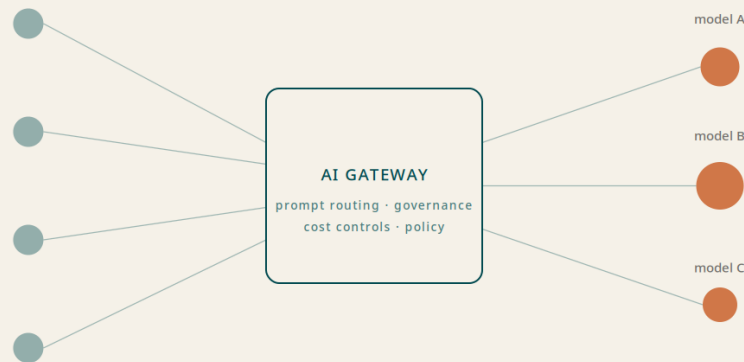 model A
model B
AI GATEWAY
prompt routing · governance
cost controls · policy
model C